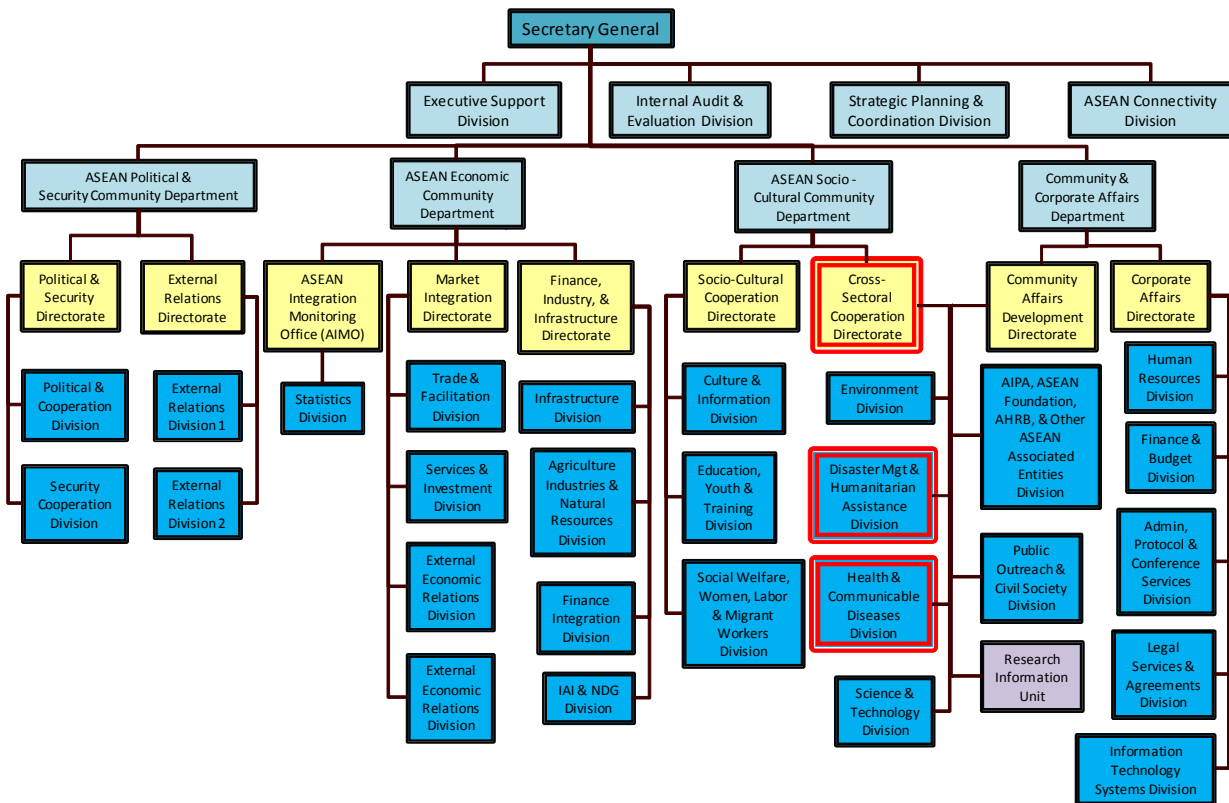 Secretary General
Executive Support
Division
Internal Audit &
Evaluation Division
Strategic Planning &
Coordination Division
ASEAN Connectivity
Division
ASEAN Political &
Security Community Department
ASEAN Economic
Community
Department
ASEAN Socio -
Cultural Community
Department
Community &
Corporate Affairs
Department
Political &
Security
Directorate
External
Relations
Directorate
ASEAN
Integration
Monitoring
Office (AIMO)
Market
Integration
Directorate
Finance,
Industry, &
Infrastructure
Directorate
Socio-Cultural
Cooperation
Directorate
Cross-
Sectoral
Cooperation
Directorate
Community
Affairs
Development
Directorate
Corporate
Affairs
Directorate
Political &
Cooperation
Division
Security
Cooperation
Division
External
Relations
Division 1
External
Relations
Division 2
Statistics
Division
Trade &
Facilitation
Division
Services &
Investment
Division
External
Economic
Relations
Division
External
Economic
Relations
Division
Infrastructure
Division
Agriculture
Industries &
Natural
Resources
Division
Finance
Integration
Division
IAI & NDG
Division
Culture &
Information
Division
Education,
Youth &
Training
Division
Social Welfare,
Women, Labor
& Migrant
Workers
Division
Environment
Division
Disaster Mgt &
Humanitarian
Assistance
Division
Health &
Communicable
Diseases
Division
Science &
Technology
Division
AIPA, ASEAN
Foundation,
AHRB, & Other
ASEAN
Associated
Entities
Division
Public
Outreach &
Civil Society
Division
Research
Information
Unit
Human
Resources
Division
Finance &
Budget
Division
Admin,
Protocol &
Conference
Services
Division
Legal
Services &
Agreements
Division
Information
Technology
Systems Division